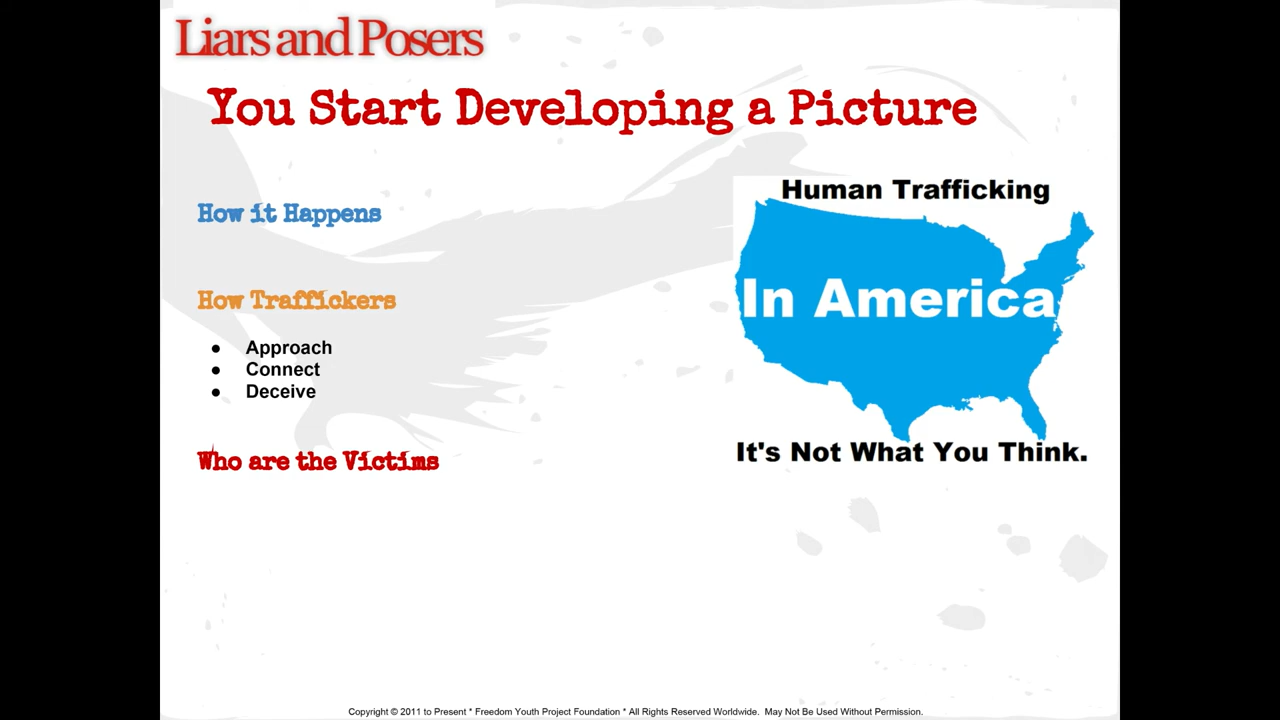 Liars and Posers
You Start Developing a Picture
How it Happens
How Traffickers
● Approach
● Connect
● Deceive
Who are the Victims
Human Trafficking
In America
It's Not What You Think.
Copyright © 2011 to Present * Freedom Youth Project Foundation * All Rights Reserved Worldwide. May Not Be Used Without Permission.